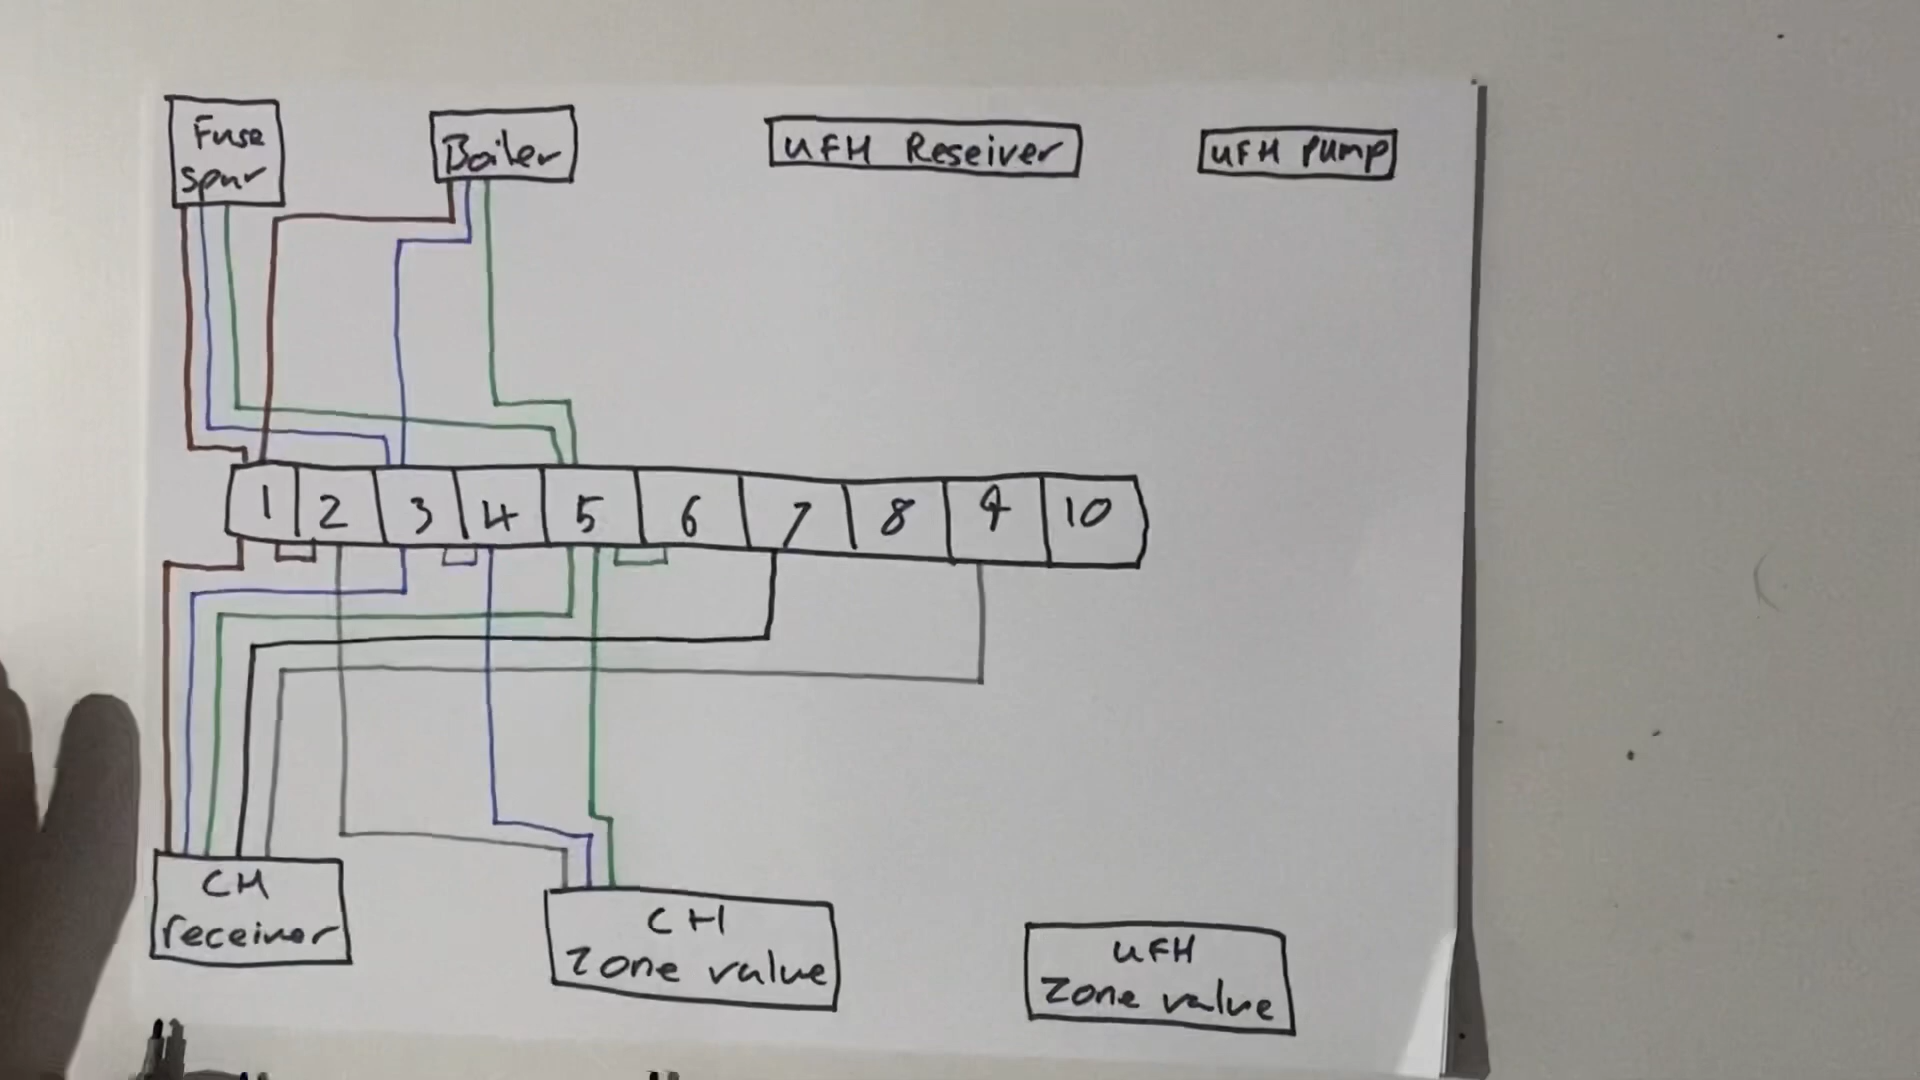 Fuse
spur
Boiler
UFH Reseiver
UFH Pump
1 2 3 4 5 6 7 8 9 10
CH
receiver
CH
Zone value
UFH
Zone value